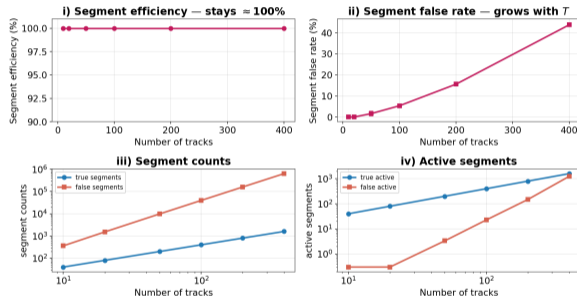 i) Segment efficiency — stays ≈100%
Segment efficiency (%)
100.0
97.5
95.0
92.5
90.0
0 100 200 300 400
Number of tracks
ii) Segment false rate — grows with T
Segment false rate (%)
40
30
20
10
0
0 100 200 300 400
Number of tracks
iii) Segment counts
segment counts
true segments
false segments
10⁶
10⁵
10⁴
10³
10²
10¹ 10²
Number of tracks
iv) Active segments
active segments
true active
false active
10³
10²
10¹
10⁰
10¹ 10²
Number of tracks